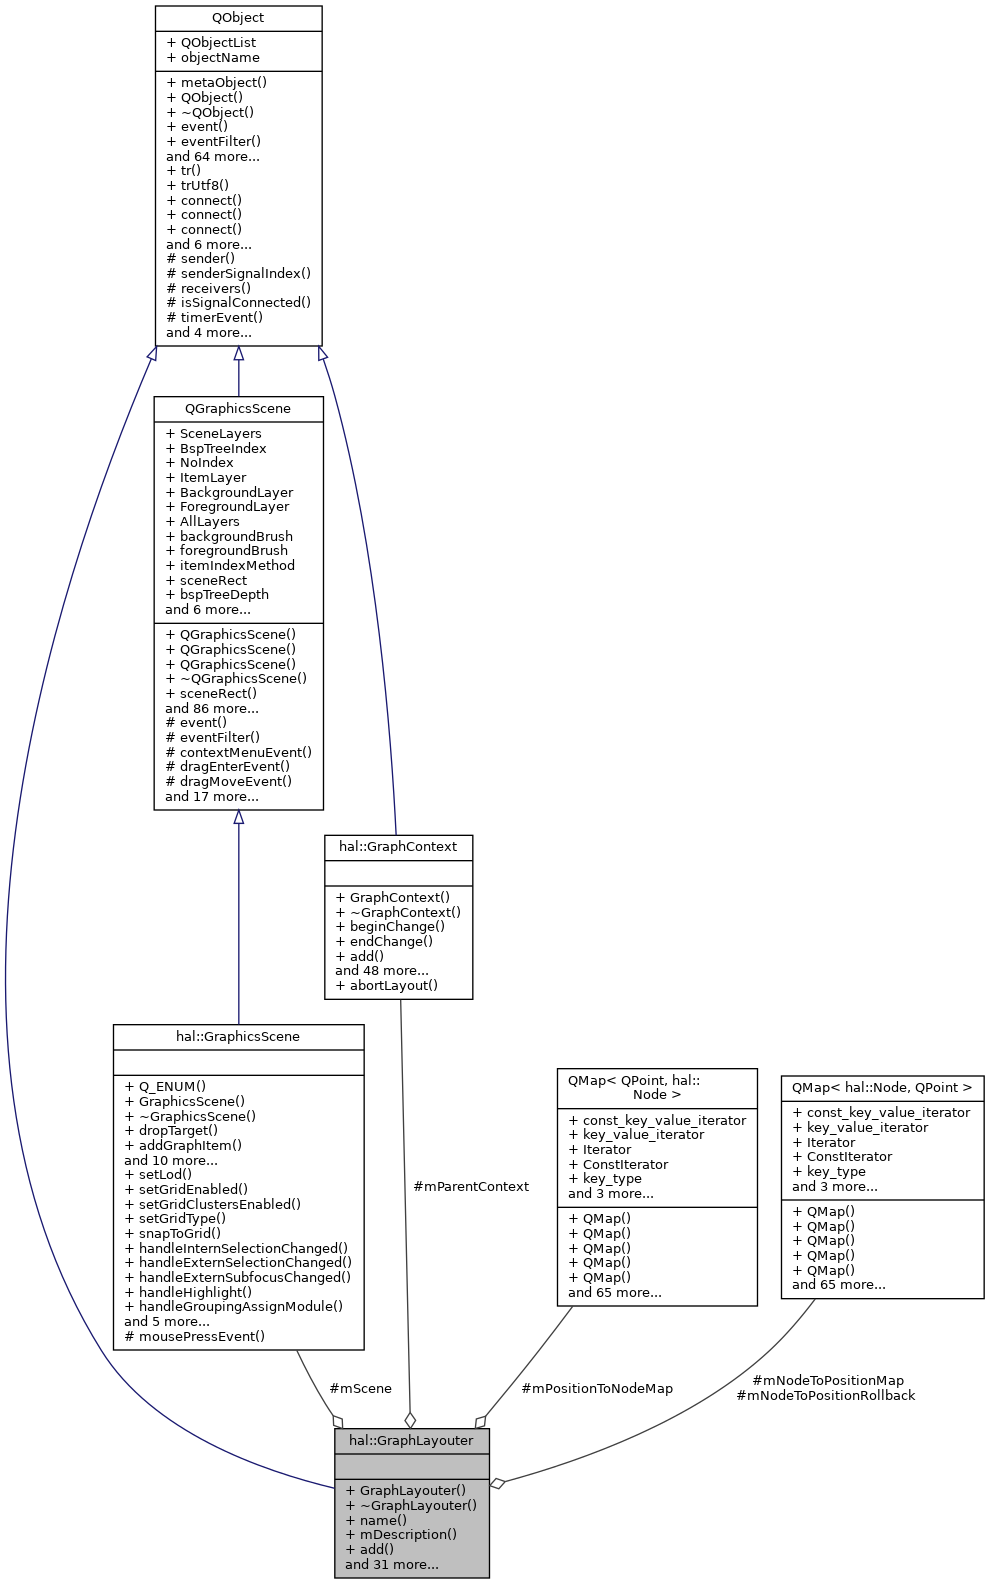 QObject
+ QObjectList
+ objectName
+ metaObject()
+ QObject()
+ ~QObject()
+ event()
+ eventFilter()
and 64 more...
+ tr()
+ trUtf8()
+ connect()
+ connect()
+ connect()
and 6 more...
# sender()
# senderSignalIndex()
# receivers()
# isSignalConnected()
# timerEvent()
and 4 more...
QGraphicsScene
+ SceneLayers
+ BspTreeIndex
+ NoIndex
+ ItemLayer
+ BackgroundLayer
+ ForegroundLayer
+ AllLayers
+ backgroundBrush
+ foregroundBrush
+ itemIndexMethod
+ sceneRect
+ bspTreeDepth
and 6 more...
+ QGraphicsScene()
+ QGraphicsScene()
+ QGraphicsScene()
+ ~QGraphicsScene()
+ sceneRect()
and 86 more...
# event()
# eventFilter()
# contextMenuEvent()
# dragEnterEvent()
# dragMoveEvent()
and 17 more...
hal::GraphContext
+ GraphContext()
+ ~GraphContext()
+ beginChange()
+ endChange()
+ add()
and 48 more...
+ abortLayout()
hal::GraphicsScene
+ Q_ENUM()
+ GraphicsScene()
+ ~GraphicsScene()
+ dropTarget()
+ addGraphItem()
and 10 more...
+ setLod()
+ setGridEnabled()
+ setGridClustersEnabled()
+ setGridType()
+ snapToGrid()
+ handleInternSelectionChanged()
+ handleExternSelectionChanged()
+ handleExternSubfocusChanged()
+ handleHighlight()
+ handleGroupingAssignModule()
and 5 more...
# mousePressEvent()
#mParentContext
QMap< QPoint, hal::
Node >
+ const_key_value_iterator
+ key_value_iterator
+ Iterator
+ ConstIterator
+ key_type
and 3 more...
+ QMap()
+ QMap()
+ QMap()
+ QMap()
+ QMap()
and 65 more...
QMap< hal::Node, QPoint >
+ const_key_value_iterator
+ key_value_iterator
+ Iterator
+ ConstIterator
+ key_type
and 3 more...
+ QMap()
+ QMap()
+ QMap()
+ QMap()
+ QMap()
and 65 more...
#mScene
#mPositionToNodeMap
#mNodeToPositionMap
#mNodeToPositionRollback
hal::GraphLayouter
+ GraphLayouter()
+ ~GraphLayouter()
+ name()
+ mDescription()
+ add()
and 31 more...